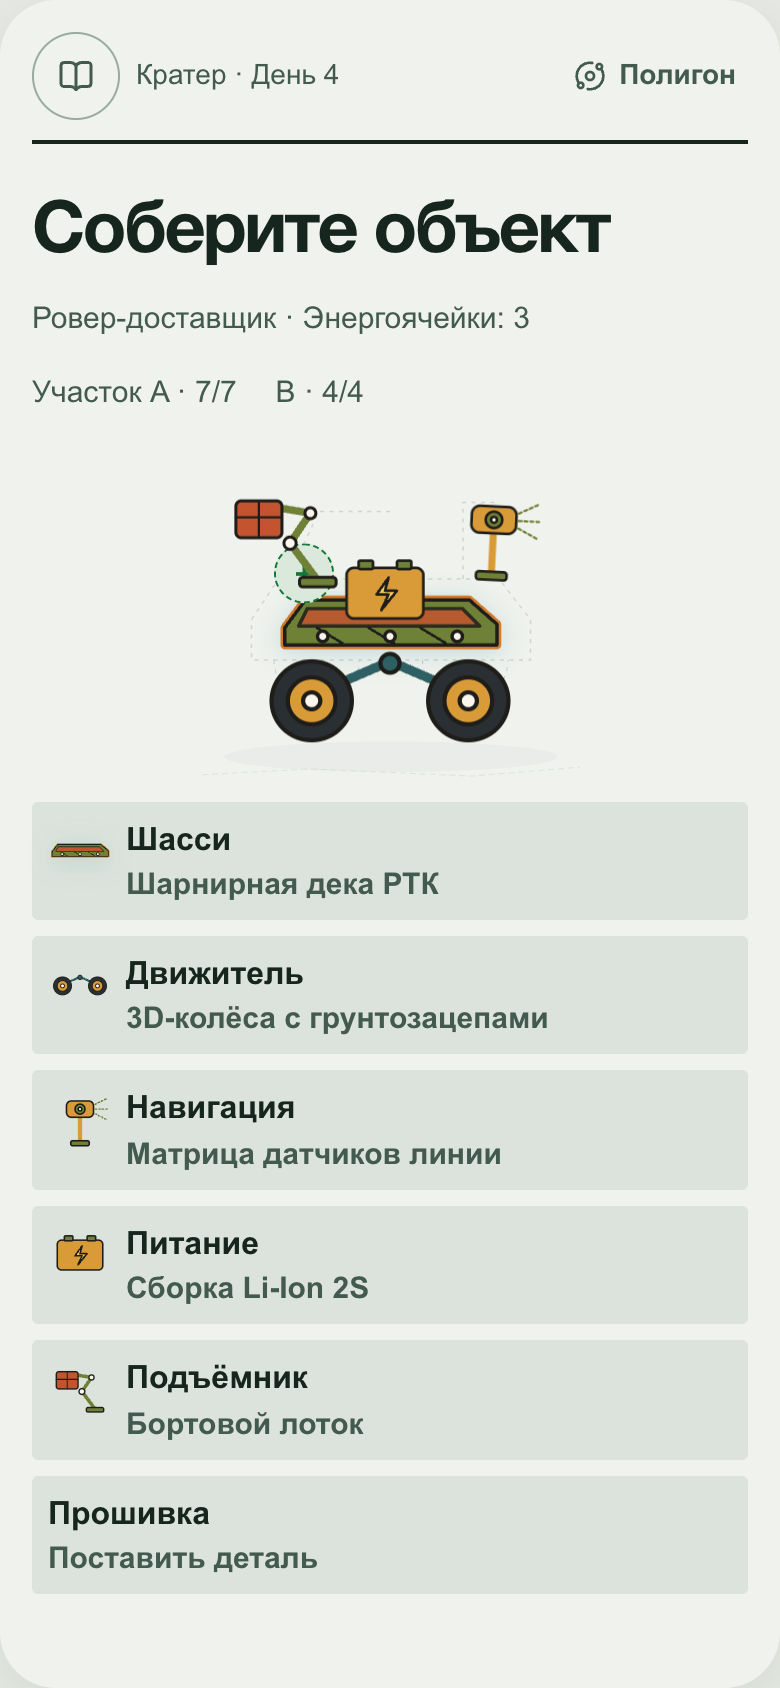 Кратер · День 4
Полигон
Соберите объект
Ровер-доставщик · Энергоячейки: 3
Участок A · 7/7 B · 4/4
Шасси
Шарнирная дека РТК
Движитель
3D-колёса с грунтозацепами
Навигация
Матрица датчиков линии
Питание
Сборка Li-Ion 2S
Подъёмник
Бортовой лоток
Прошивка
Поставить деталь